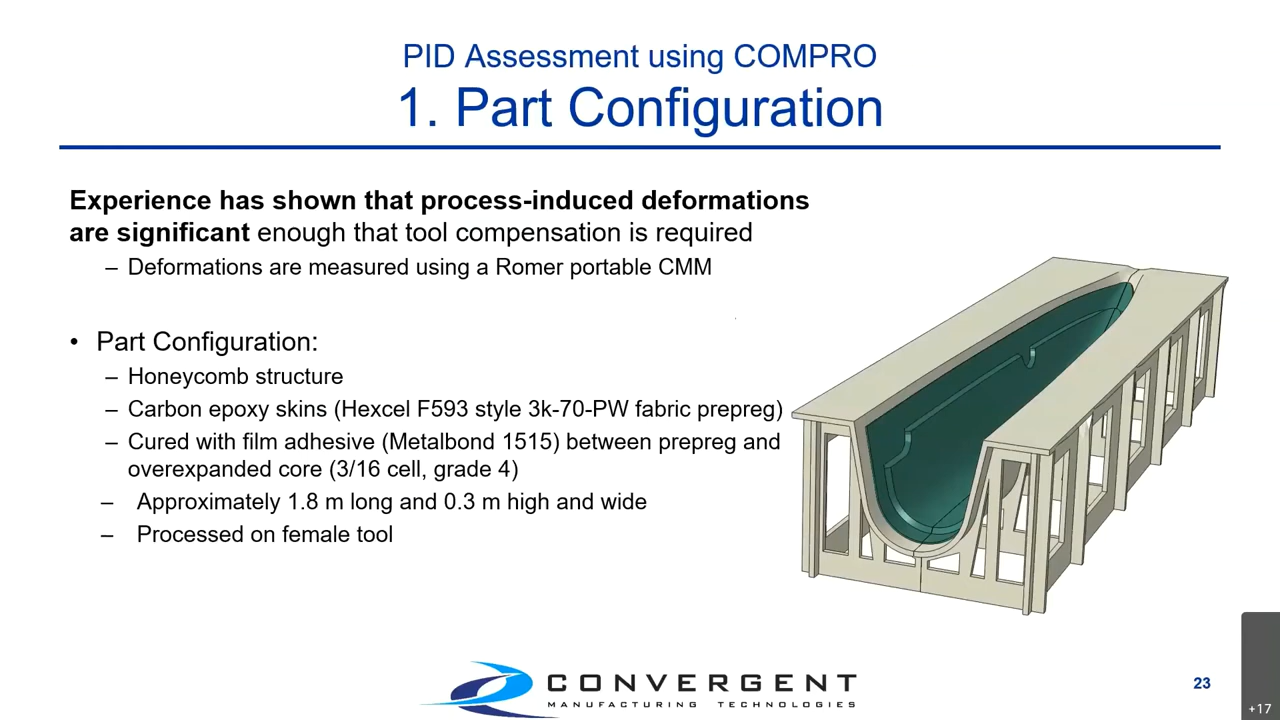 PID Assessment using COMPRO
1. Part Configuration
Experience has shown that process-induced deformations
are significant enough that tool compensation is required
– Deformations are measured using a Romer portable CMM
• Part Configuration:
– Honeycomb structure
– Carbon epoxy skins (Hexcel F593 style 3k-70-PW fabric prepreg)
– Cured with film adhesive (Metalbond 1515) between prepreg and
overexpanded core (3/16 cell, grade 4)
– Approximately 1.8 m long and 0.3 m high and wide
– Processed on female tool
CONVERGENT
MANUFACTURING TECHNOLOGIES
23
+17